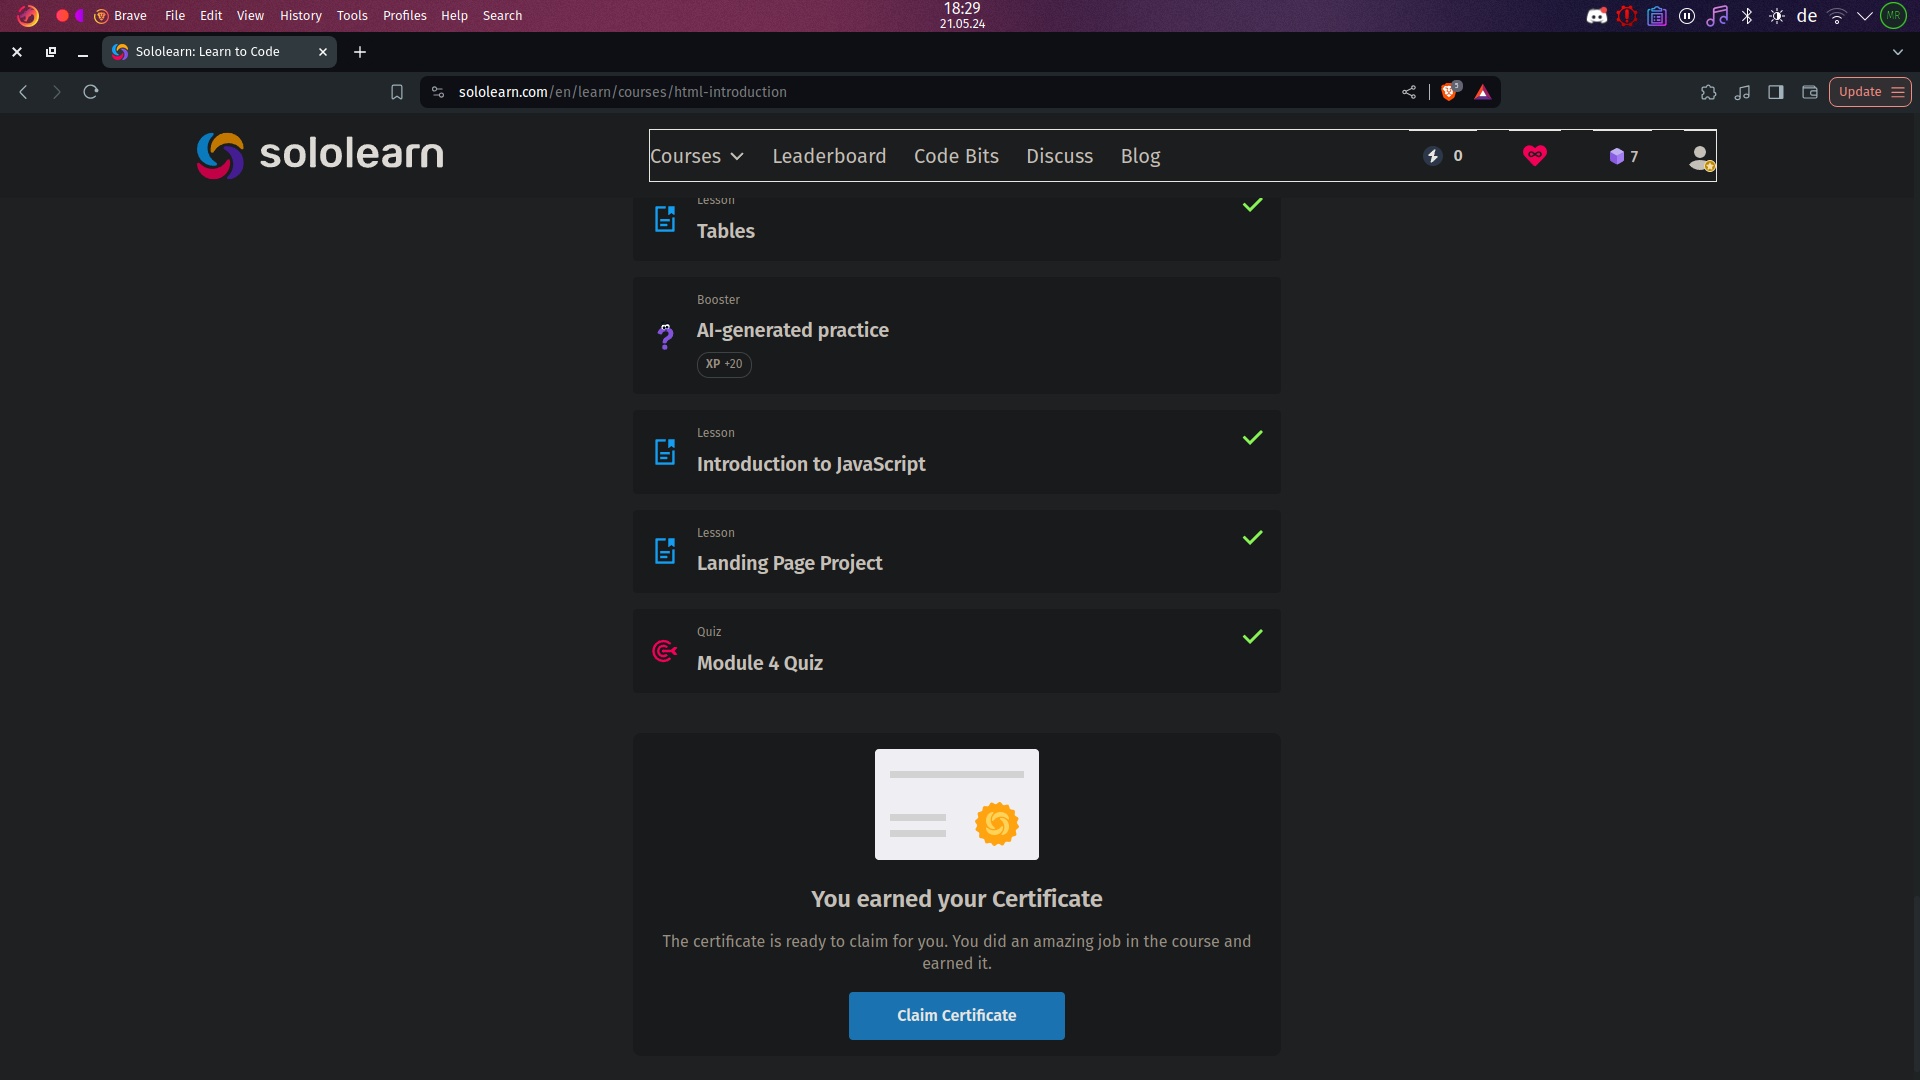 Brave File Edit View History Tools Profiles Help Search
18:29
21.05.24
de
MR
Sololearn: Learn to Code
sololearn.com/en/learn/courses/html-introduction
5
Update
sololearn
Courses Leaderboard Code Bits Discuss Blog
0
7
Lesson
Tables
Booster
AI-generated practice
XP +20
Lesson
Introduction to JavaScript
Lesson
Landing Page Project
Quiz
Module 4 Quiz
You earned your Certificate
The certificate is ready to claim for you. You did an amazing job in the course and
earned it.
Claim Certificate